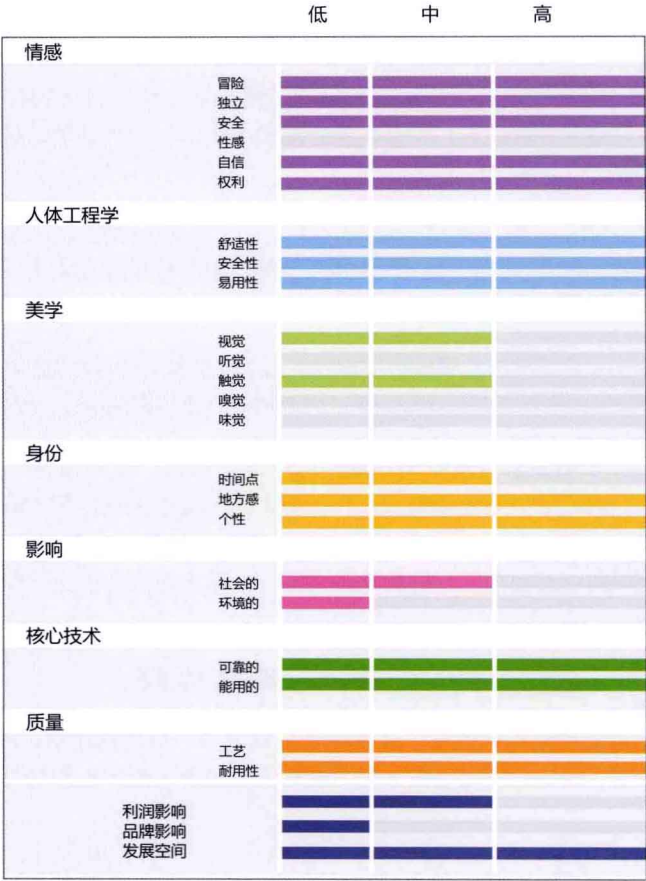 低 中 高
情感
冒险
独立
安全
性感
自信
权利
人体工程学
舒适性
安全性
易用性
美学
视觉
听觉
触觉
嗅觉
味觉
身份
时间点
地方感
个性
影响
社会的
环境的
核心技术
可靠的
能用的
质量
工艺
耐用性
利润影响
品牌影响
发展空间